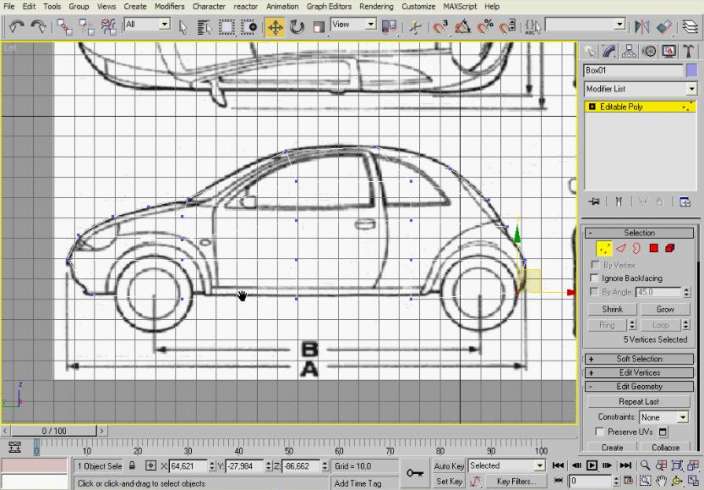 File Edit Tools Group Views Create Modifiers Character reactor Animation Graph Editors Rendering Customize MAXScript Help
All
View
Box01
Modifier List
Editable Poly
Selection
By Vertex
Ignore Backfacing
By Angle: 45.0
Shrink Grow
Ring Loop
5 Vertices Selected
Soft Selection
Edit Vertices
Edit Geometry
Repeat Last
Constraints: None
Preserve UVs
Create Collapse
B
A
z
0 / 100
0 10 20 30 40 50 60 70 80 90 100
1 Object Sele X: 64,621 Y: -27,984 Z: -86,662 Grid = 10,0
Auto Key Selected
Click or click-and-drag to select objects Add Time Tag
Set Key Key Filters... 0